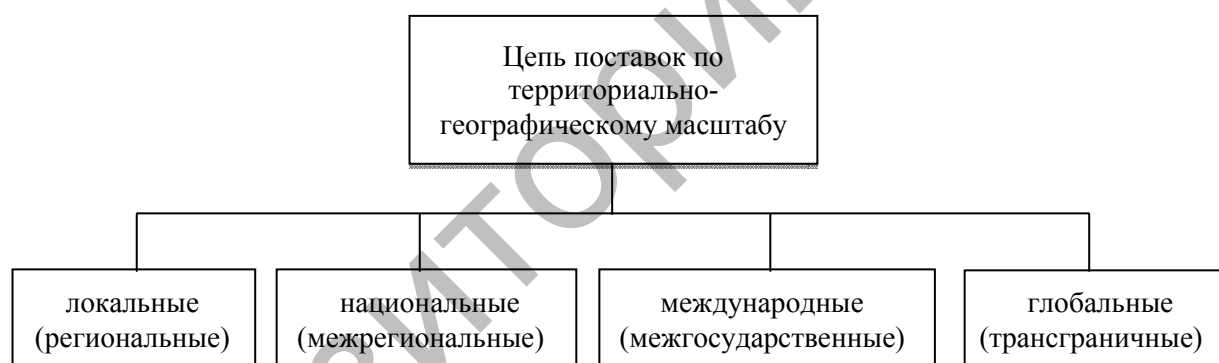 Цепь поставок по
территориально-
географическому масштабу
локальные
(региональные)
национальные
(межрегиональные)
международные
(межгосударственные)
глобальные
(трансграничные)